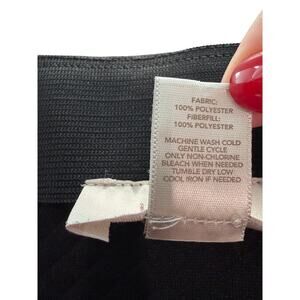 FABRIC:
100% POLYESTER
FIBERFILL:
100% POLYESTER
MACHINE WASH COLD
GENTLE CYCLE
ONLY NON-CHLORINE
BLEACH WHEN NEEDED
TUMBLE DRY LOW
COOL IRON IF NEEDED